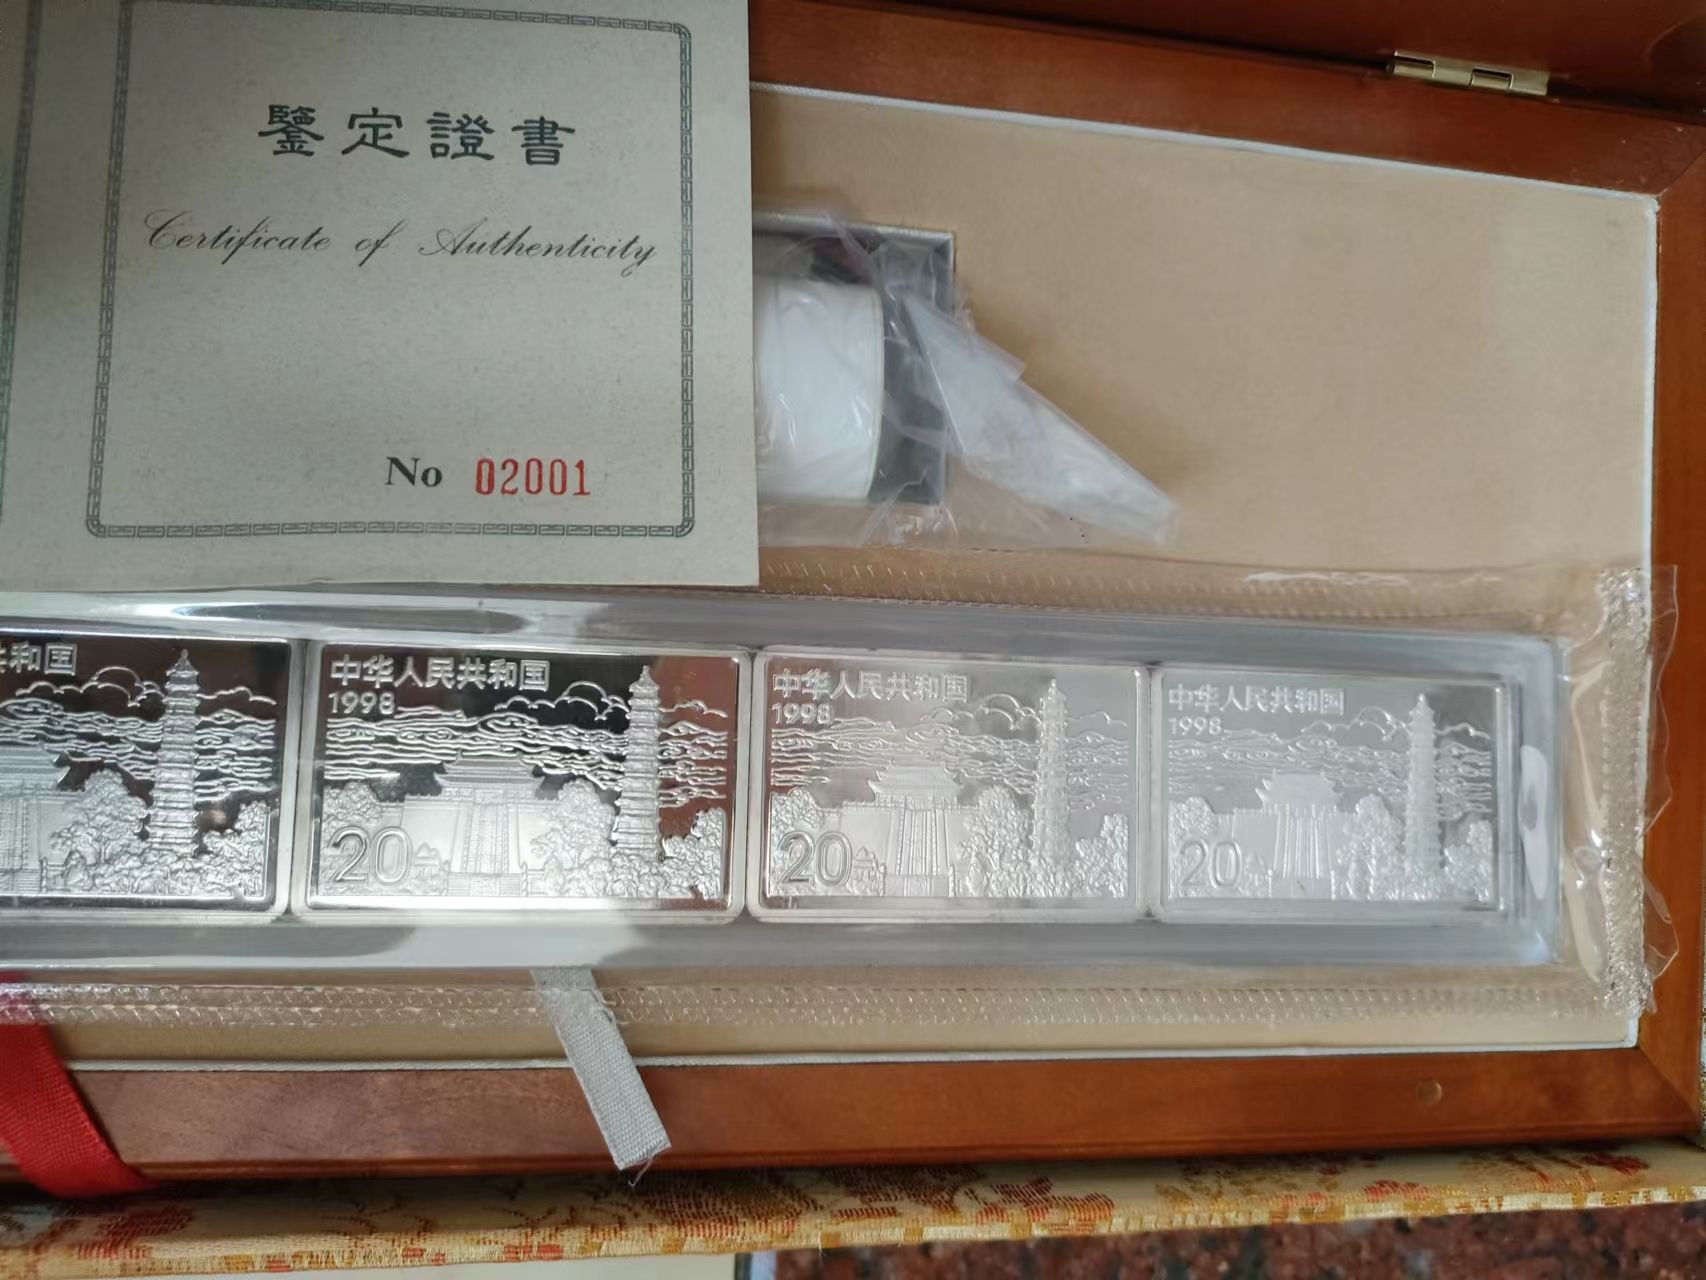 鑒定證書
Certificate of Authenticity
No 02001
共和国
中华人民共和国
1998
20元
中华人民共和国
1998
20元
中华人民共和国
1998
20元